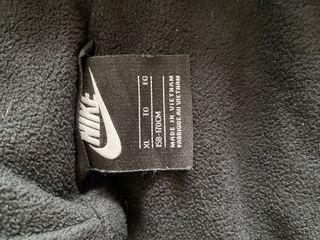 NIKE
XL TG EG
158-170CM
MADE IN VIETNAM
FABRIQUÉ AU VIETNAM